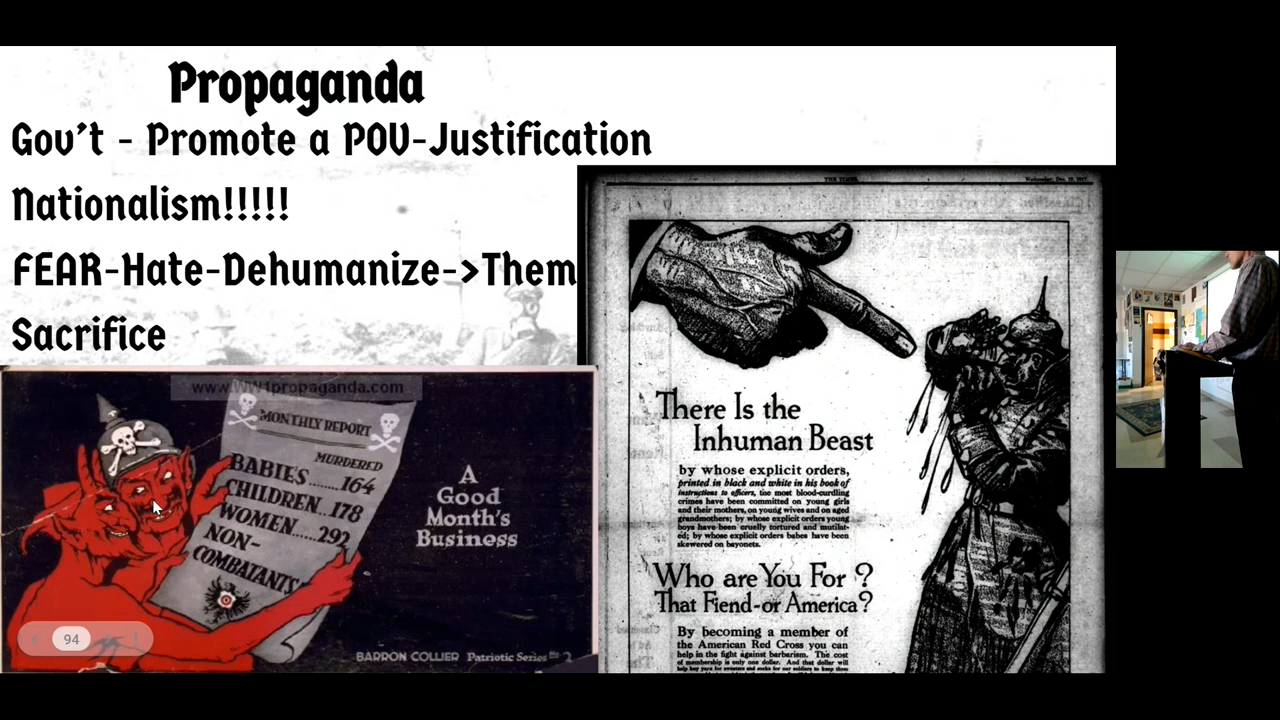 Propaganda
Gov't - Promote a POV-Justification
Nationalism!!!!!
FEAR-Hate-Dehumanize->Them
Sacrifice
www.WW1propaganda.com
MONTHLY REPORT
MURDERED
BABIES.......164
CHILDREN...178
WOMEN......292
NON-
COMBATANTS
A
Good
Month's
Business
BARRON COLLIER Patriotic Series No 2
94
THE TIMES
There Is the
Inhuman Beast
by whose explicit orders,
printed in black and white in his book of
instructions to officers, the most blood-curdling
crimes have been committed on young girls
and their mothers, on young wives and on aged
grandmothers; by whose explicit orders young
boys have been cruelly tortured and mutilat-
ed; by whose explicit orders babes have been
skewered on bayonets.
Who are You For ?
That Fiend-or America?
By becoming a member of
the American Red Cross you can
help in the fight against barbarism. The cost
of membership is only one dollar. And that dollar will